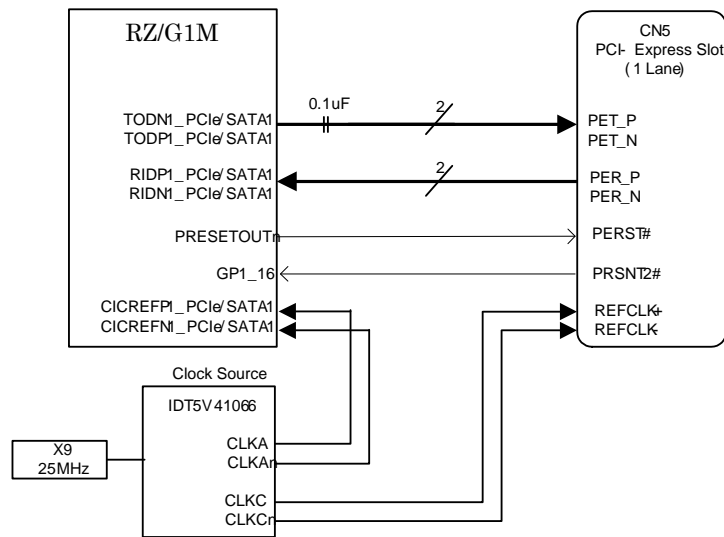 RZ/G1M
CN5
PCI- Express Slot
( 1 Lane)
0.1uF
2
TODN1_PCIe/SATA1
TODP1_PCIe/SATA1
PET_P
PET_N
2
RIDP1_PCIe/SATA1
RIDN1_PCIe/SATA1
PER_P
PER_N
PRESETOUTn
PERST#
GP1_16
PRSNT2#
CICREFP1_PCIe/SATA1
CICREFN1_PCIe/SATA1
REFCLK+
REFCLK-
Clock Source
IDT5V41066
X9
25MHz
CLKA
CLKAn
CLKC
CLKCn